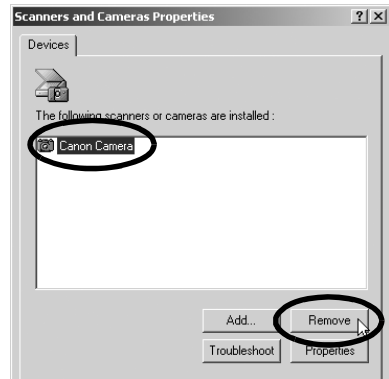 Scanners and Cameras Properties
Devices
The following scanners or cameras are installed :
Canon Camera
Add... Remove
Troubleshoot Properties